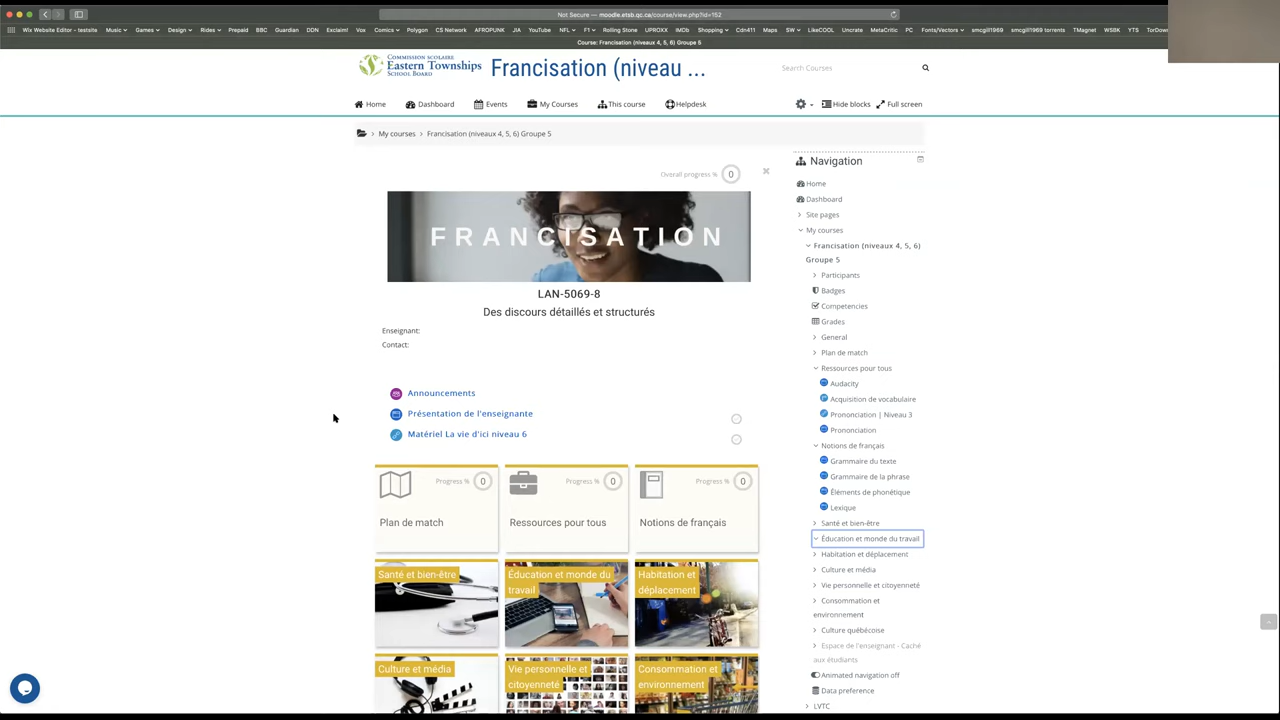 Not Secure — moodle.etsb.qc.ca/course/view.php?id=152
Wix Website Editor - testsite Music Games Design Rides Prepaid BBC Guardian DDN Exclaim! Vox Comics Polygon CS Network AFROPUNK JIA YouTube NFL F1 Rolling Stone UPROXX IMDb Shopping Cdn411 Maps SW LikeCOOL Uncrate MetaCritic PC Fonts/Vectors smcgill1969 smcgill1969 torrents TMagnet WSBK YTS TorDown
Course: Francisation (niveaux 4, 5, 6) Groupe 5
COMMISSION SCOLAIRE
Eastern Townships
SCHOOL BOARD
Francisation (niveau ...
Search Courses
Home Dashboard Events My Courses This course Helpdesk
Hide blocks Full screen
My courses > Francisation (niveaux 4, 5, 6) Groupe 5
Overall progress % 0
FRANCISATION
LAN-5069-8
Des discours détaillés et structurés
Enseignant:
Contact:
Announcements
Présentation de l'enseignante
Matériel La vie d'ici niveau 6
Progress % 0
Plan de match
Progress % 0
Ressources pour tous
Progress % 0
Notions de français
Santé et bien-être
Éducation et monde du
travail
Habitation et
déplacement
Culture et média
Vie personnelle et
citoyenneté
Consommation et
environnement
Navigation
Home
Dashboard
Site pages
My courses
Francisation (niveaux 4, 5, 6)
Groupe 5
Participants
Badges
Competencies
Grades
General
Plan de match
Ressources pour tous
Audacity
Acquisition de vocabulaire
Prononciation | Niveau 3
Prononciation
Notions de français
Grammaire du texte
Grammaire de la phrase
Élements de phonétique
Lexique
Santé et bien-être
Éducation et monde du travail
Habitation et déplacement
Culture et média
Vie personnelle et citoyenneté
Consommation et
environnement
Culture québécoise
Espace de l'enseignant - Caché
aux étudiants
Animated navigation off
Data preference
LVTC